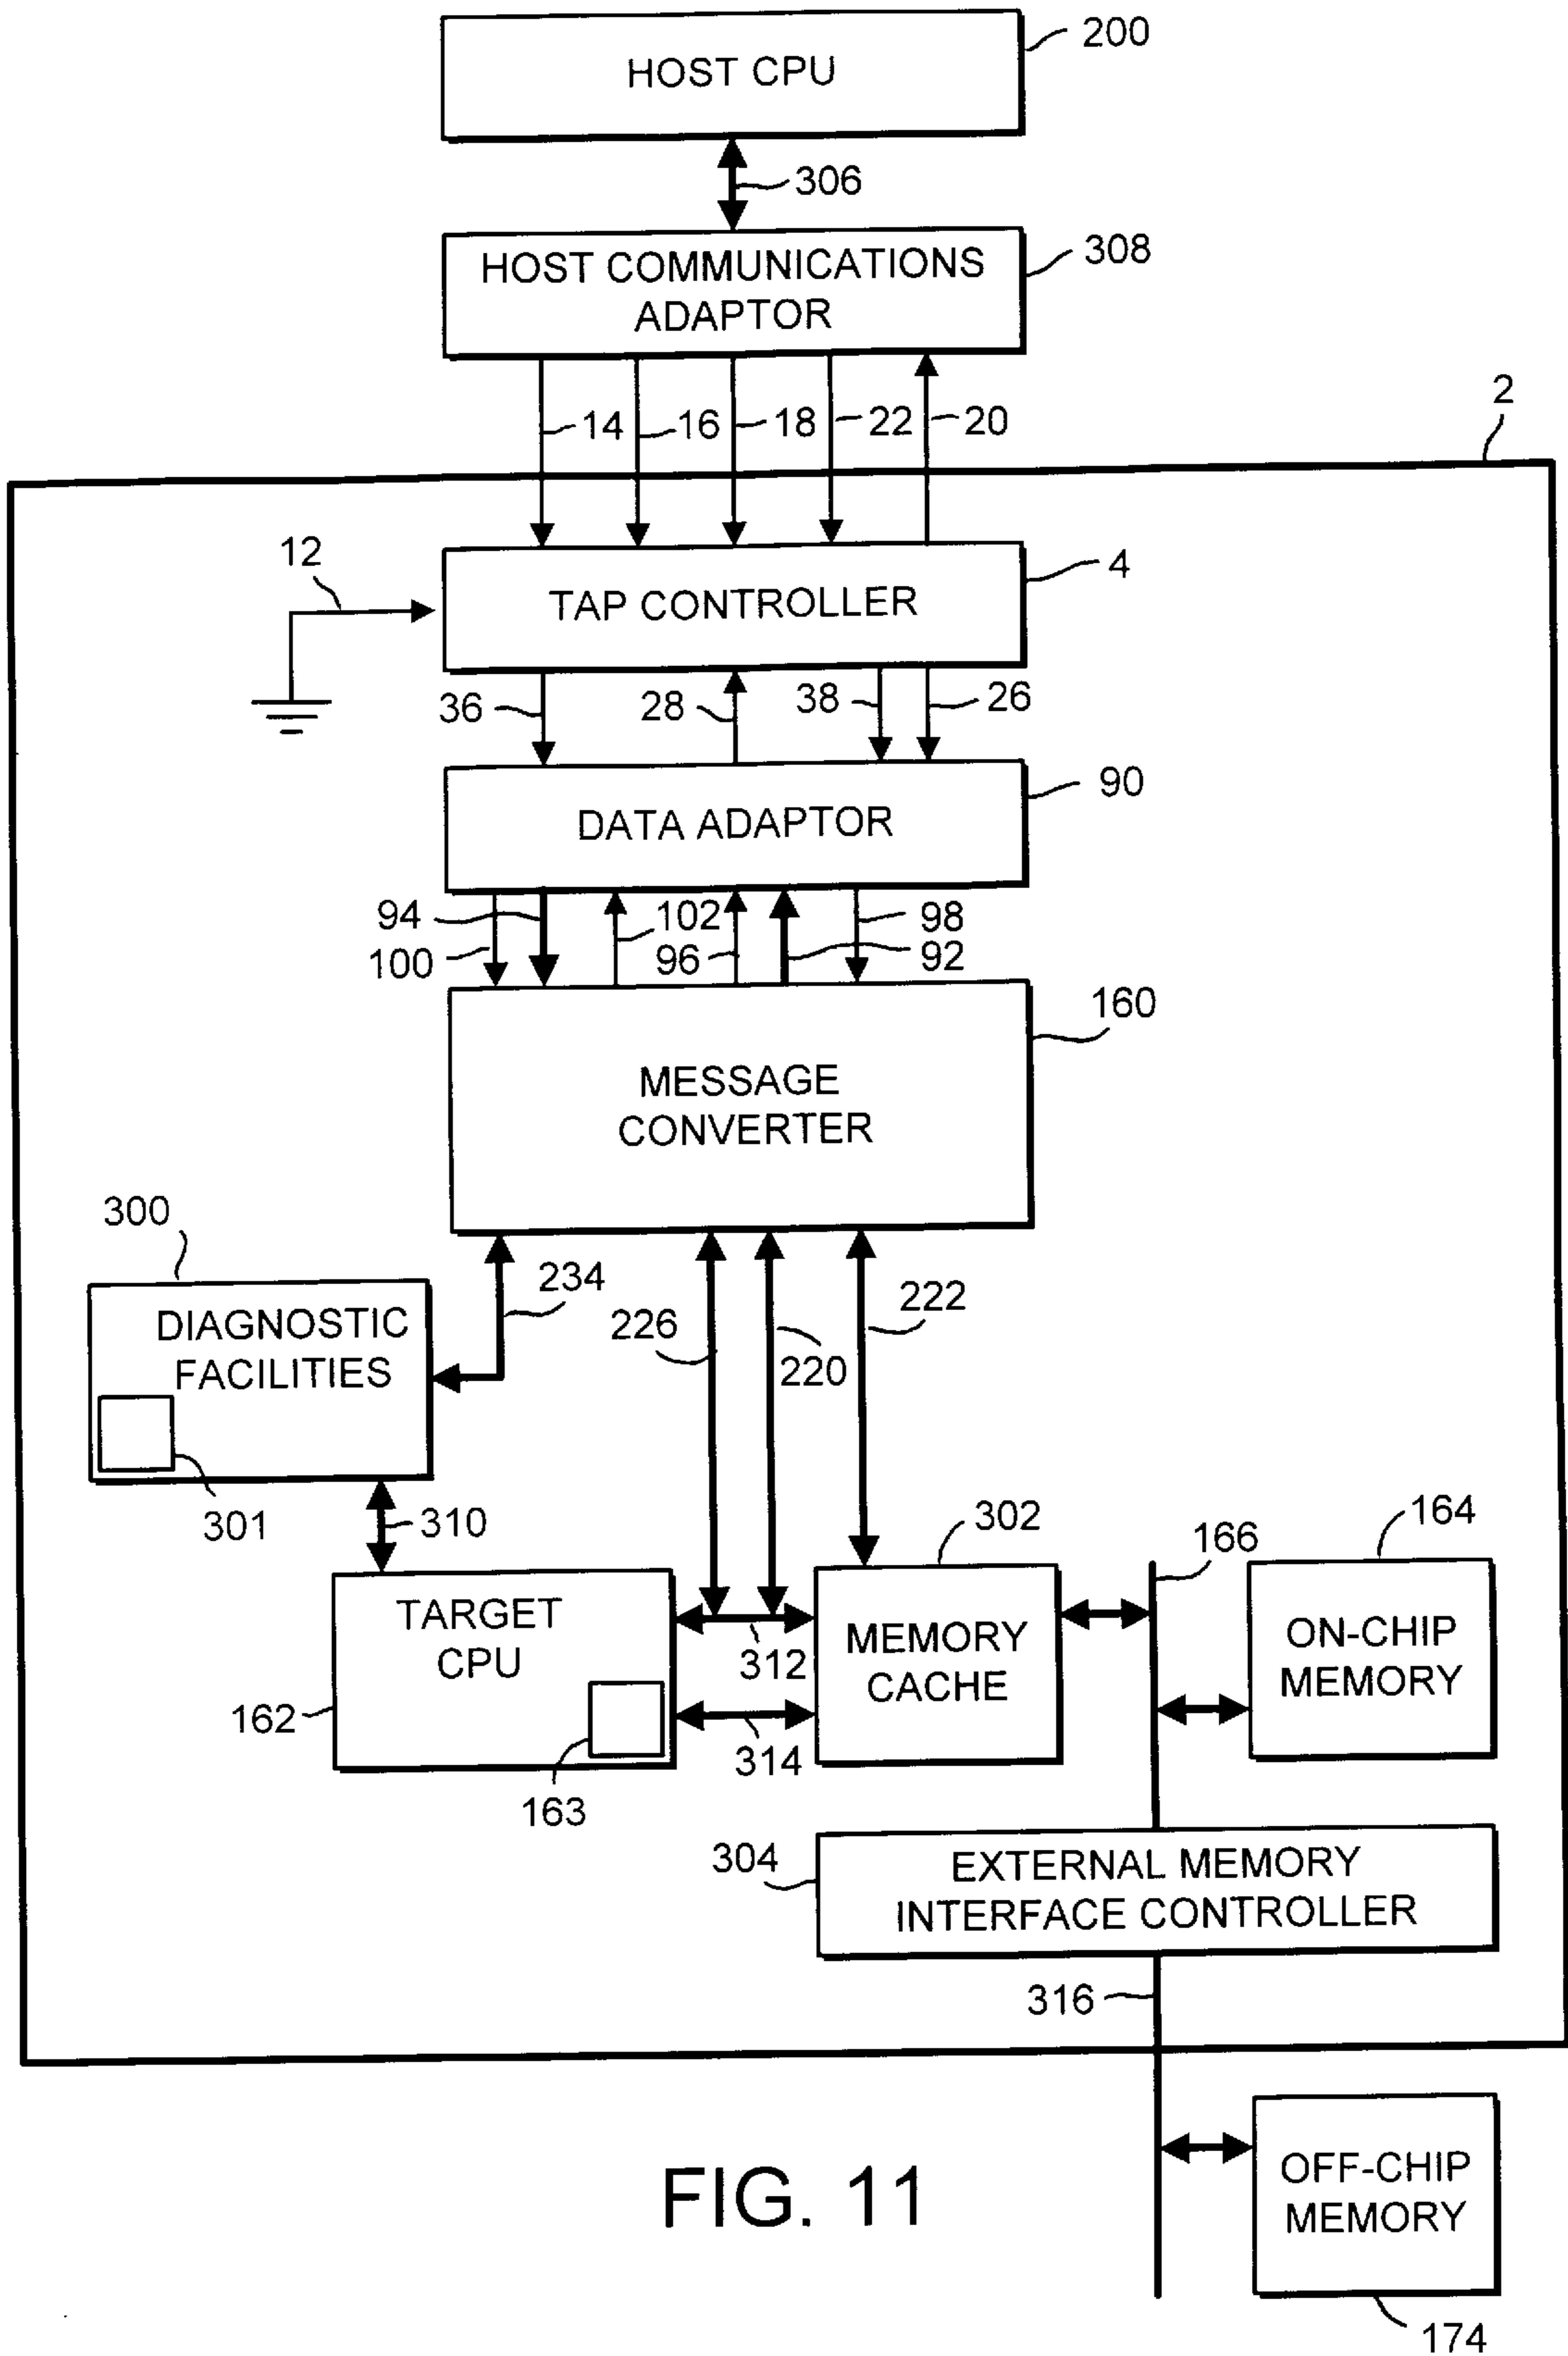 200
HOST CPU
306
308
HOST COMMUNICATIONS
ADAPTOR
2
14
16
18
22
20
12
4
TAP CONTROLLER
36
28
38
26
90
DATA ADAPTOR
94
102
98
100
96
92
160
MESSAGE
CONVERTER
300
234
222
DIAGNOSTIC
FACILITIES
226
220
301
310
302
166
164
TARGET
CPU
312
MEMORY
CACHE
ON-CHIP
MEMORY
162
314
163
304
EXTERNAL MEMORY
INTERFACE CONTROLLER
316
OFF-CHIP
MEMORY
FIG. 11
174